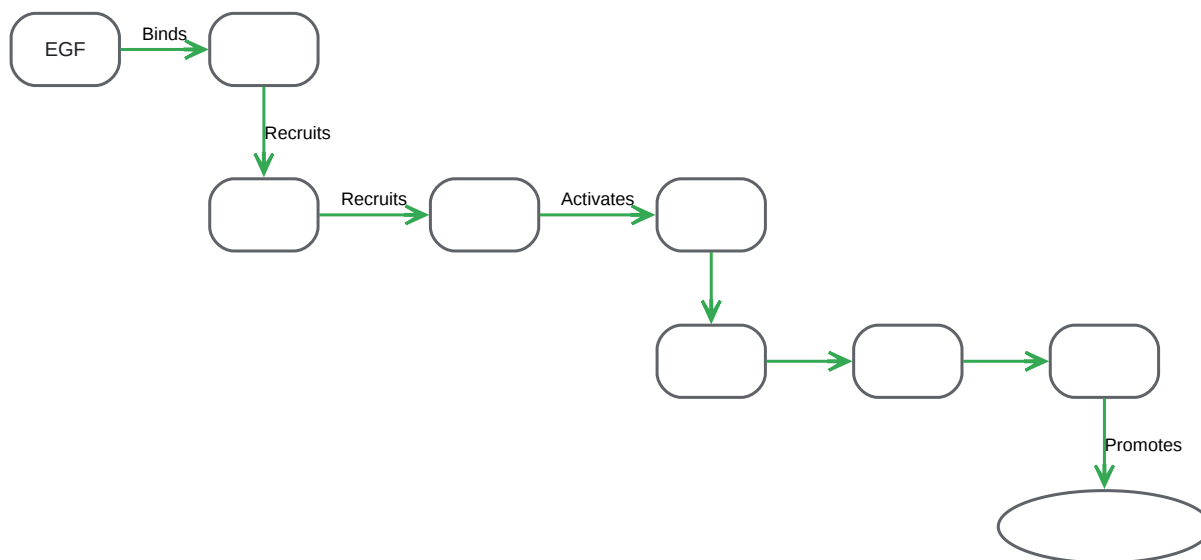 EGF
Binds
Recruits
Recruits
Activates
Promotes